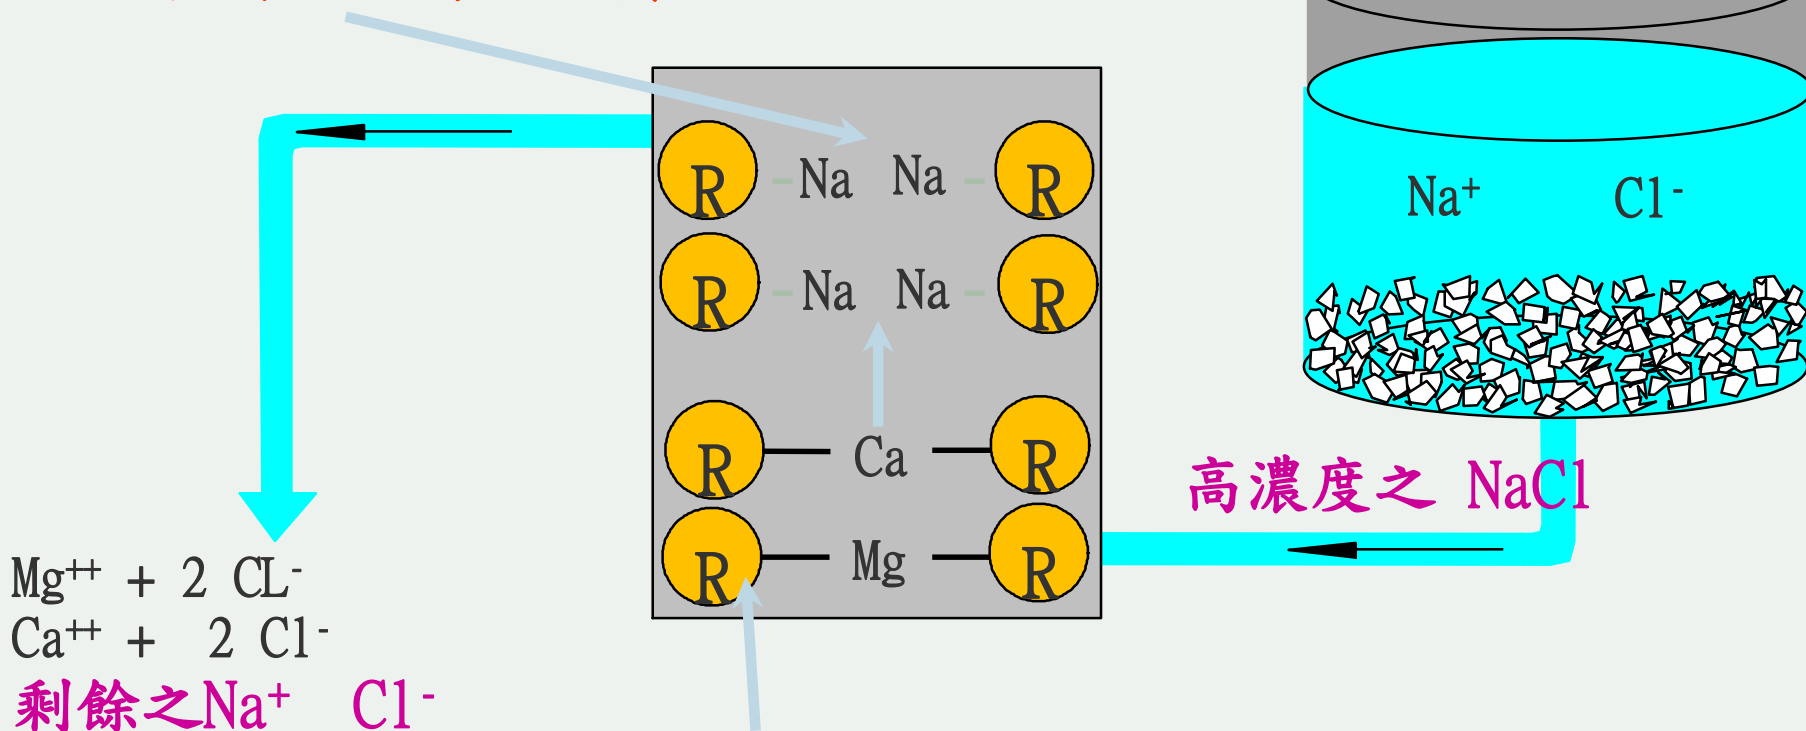 R -Na Na- R
Na⁺ Cl⁻
R -Na Na- R
R Ca R
高濃度之 NaCl
R Mg R
Mg⁺⁺ + 2 CL⁻
Ca⁺⁺ + 2 Cl⁻
剩餘之Na⁺ Cl⁻